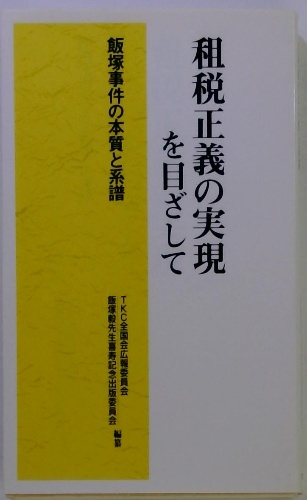 租税正義の実現
を目ざして
飯塚事件の本質と系譜
TKC全国会広報委員会
飯塚毅先生喜寿記念出版委員会
編纂